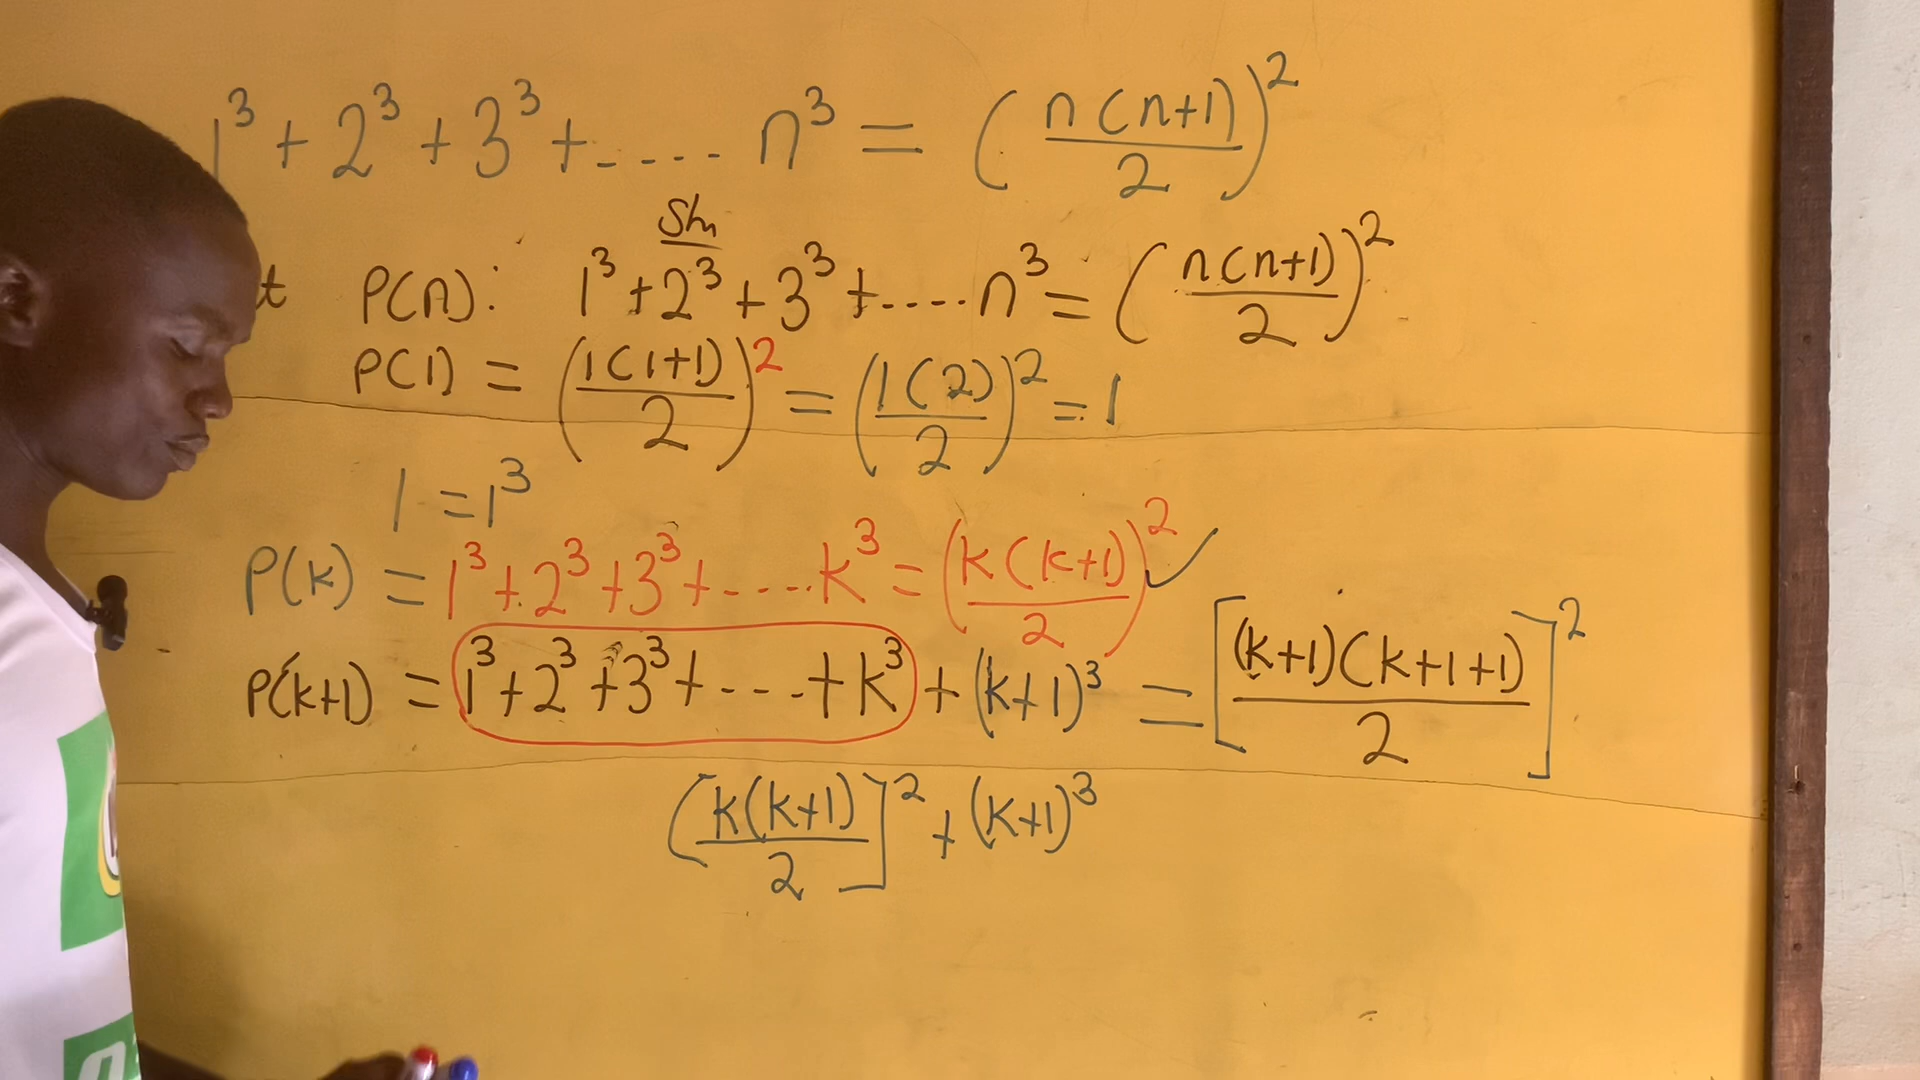 1³ + 2³ + 3³ + - . . . . n³ = (n(n+1)/2)²
Sln
t P(n): 1³ + 2³ + 3³ + . . . . n³ = (n(n+1)/2)²
P(1) = (1(1+1)/2)² = (1(2)/2)² = 1
1 = 1³
P(k) = 1³ + 2³ + 3³ + . . . . k³ = (k(k+1)/2)² ✓
P(k+1) = 1³ + 2³ + 3³ + - - - . + k³ + (k+1)³ = [(k+1)(k+1+1)/2]²
(k(k+1)/2]² + (k+1)³